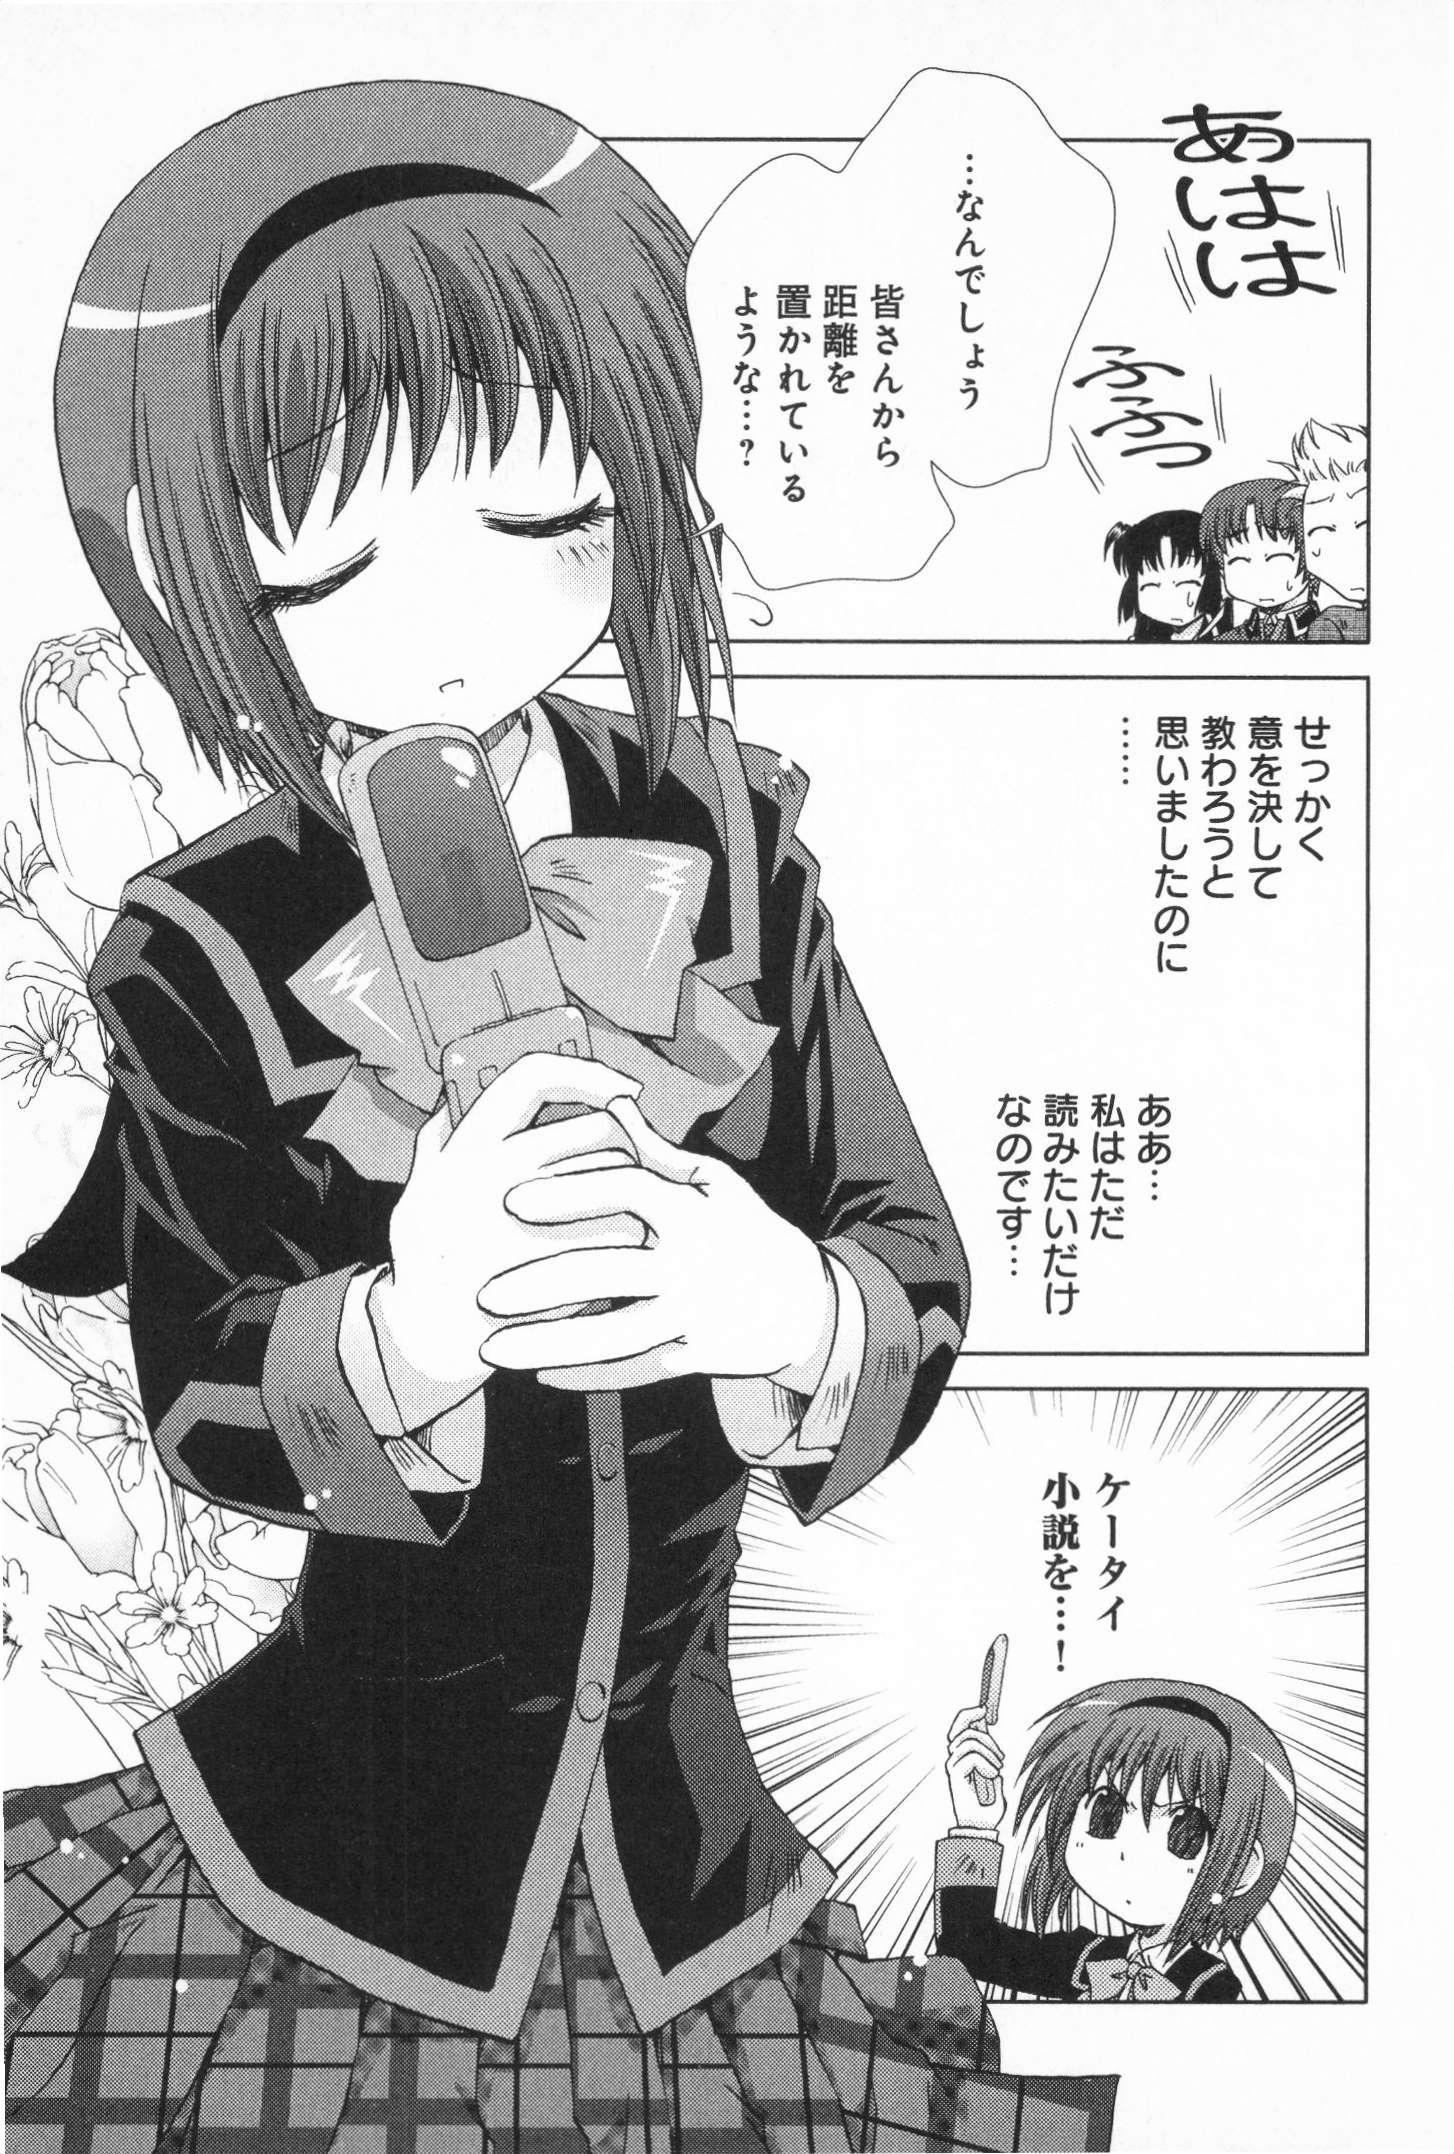 あはは
ふふふっ
…なんでしょう
皆さんから
距離を
置かれている
ような…？
せっかく
意を決して
教わろうと
思いましたのに
……
ああ…
私はただ
読みたいだけ
なのです…
ケータイ
小説を…！